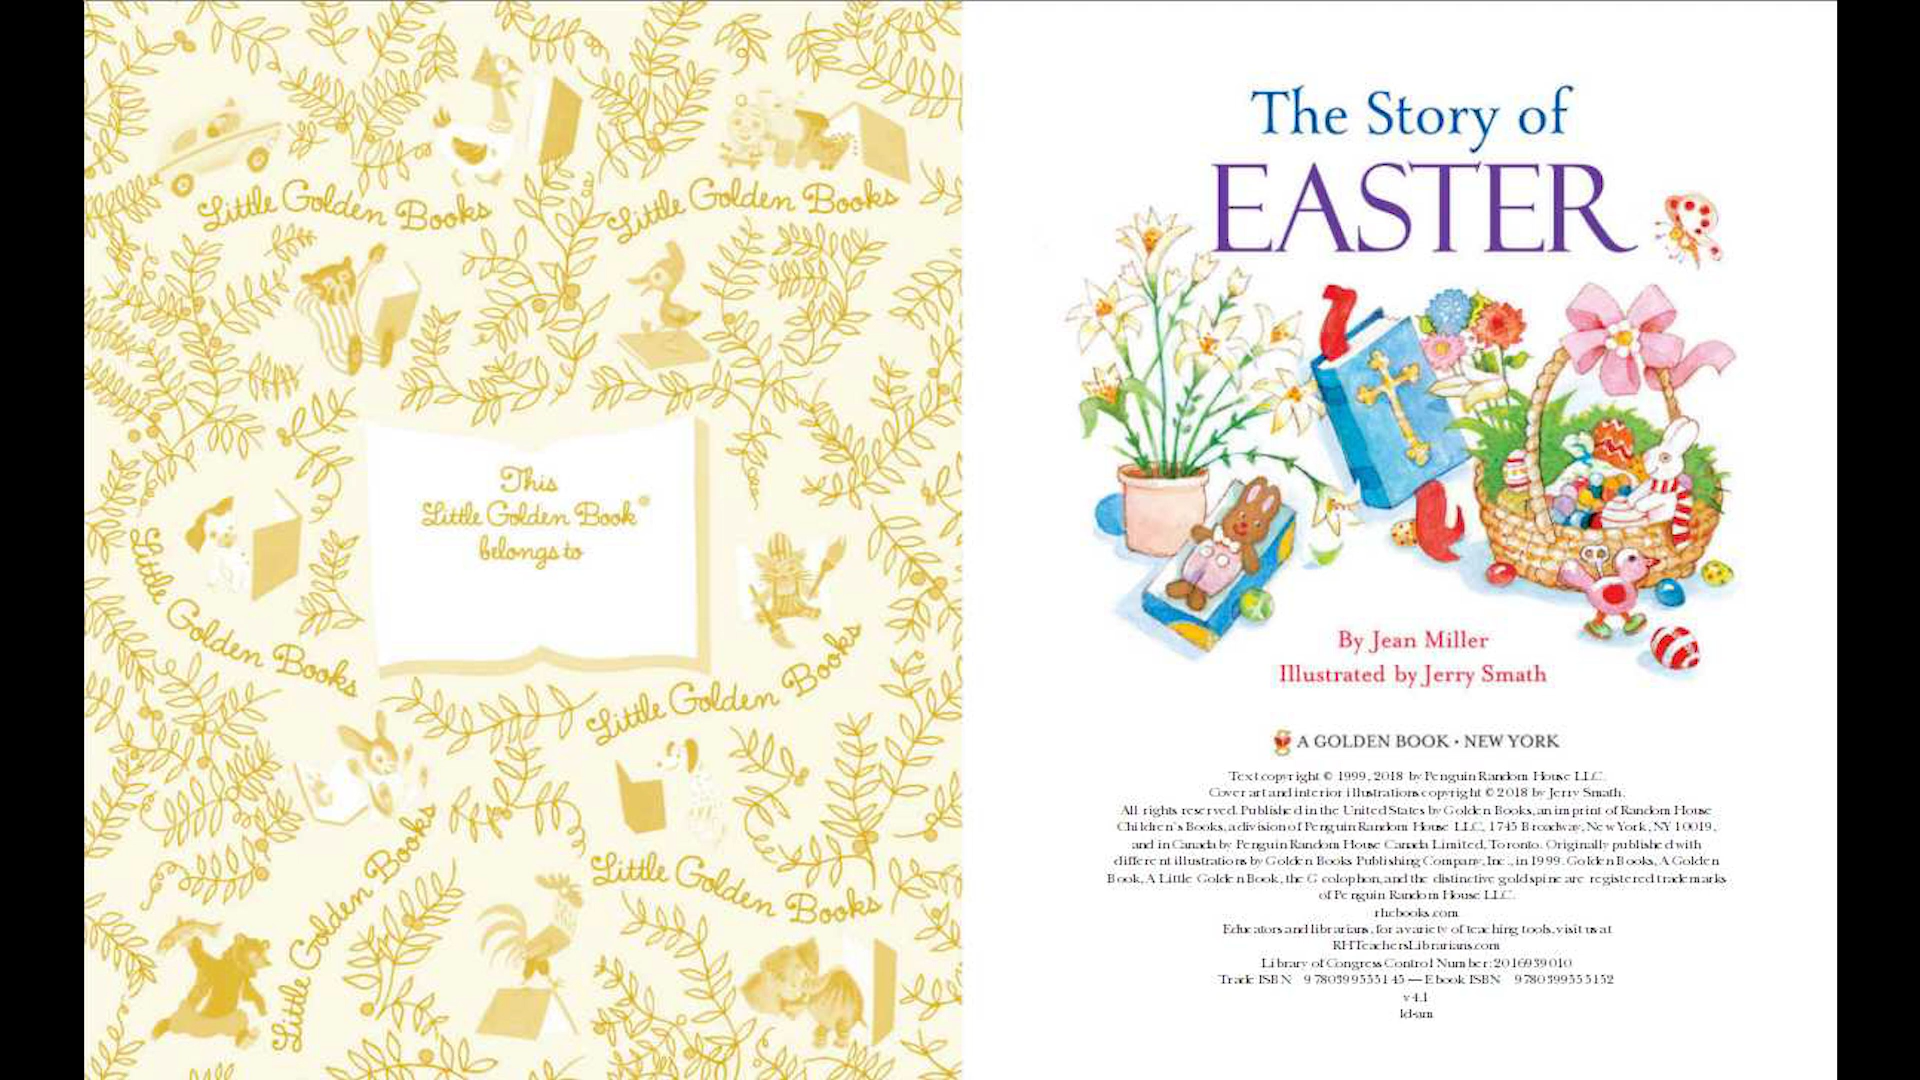 Little Golden Books
Little Golden Books
This
Little Golden Book®
belongs to
Little Golden Books
Little Golden Books
Little Golden Books
Little Golden Books
The Story of
EASTER
By Jean Miller
Illustrated by Jerry Smath
A GOLDEN BOOK • NEW YORK
Text copyright © 1999, 2018 by Penguin Random House LLC.
Cover art and interior illustrations copyright © 2018 by Jerry Smath.
All rights reserved. Published in the United States by Golden Books, an imprint of Random House
Children's Books, a division of Penguin Random House LLC, 1745 Broadway, New York, NY 10019,
and in Canada by Penguin Random House Canada Limited, Toronto. Originally published with
different illustrations by Golden Books Publishing Company, Inc., in 1999. Golden Books, A Golden
Book, A Little Golden Book, the G colophon, and the distinctive gold spine are registered trademarks
of Penguin Random House LLC.
rhcbooks.com
Educators and librarians, for a variety of teaching tools, visit us at
RHTeachersLibrarians.com
Library of Congress Control Number: 2016939010
Trade ISBN 9780399555145 — Ebook ISBN 9780399555152
v4.1
ld-am